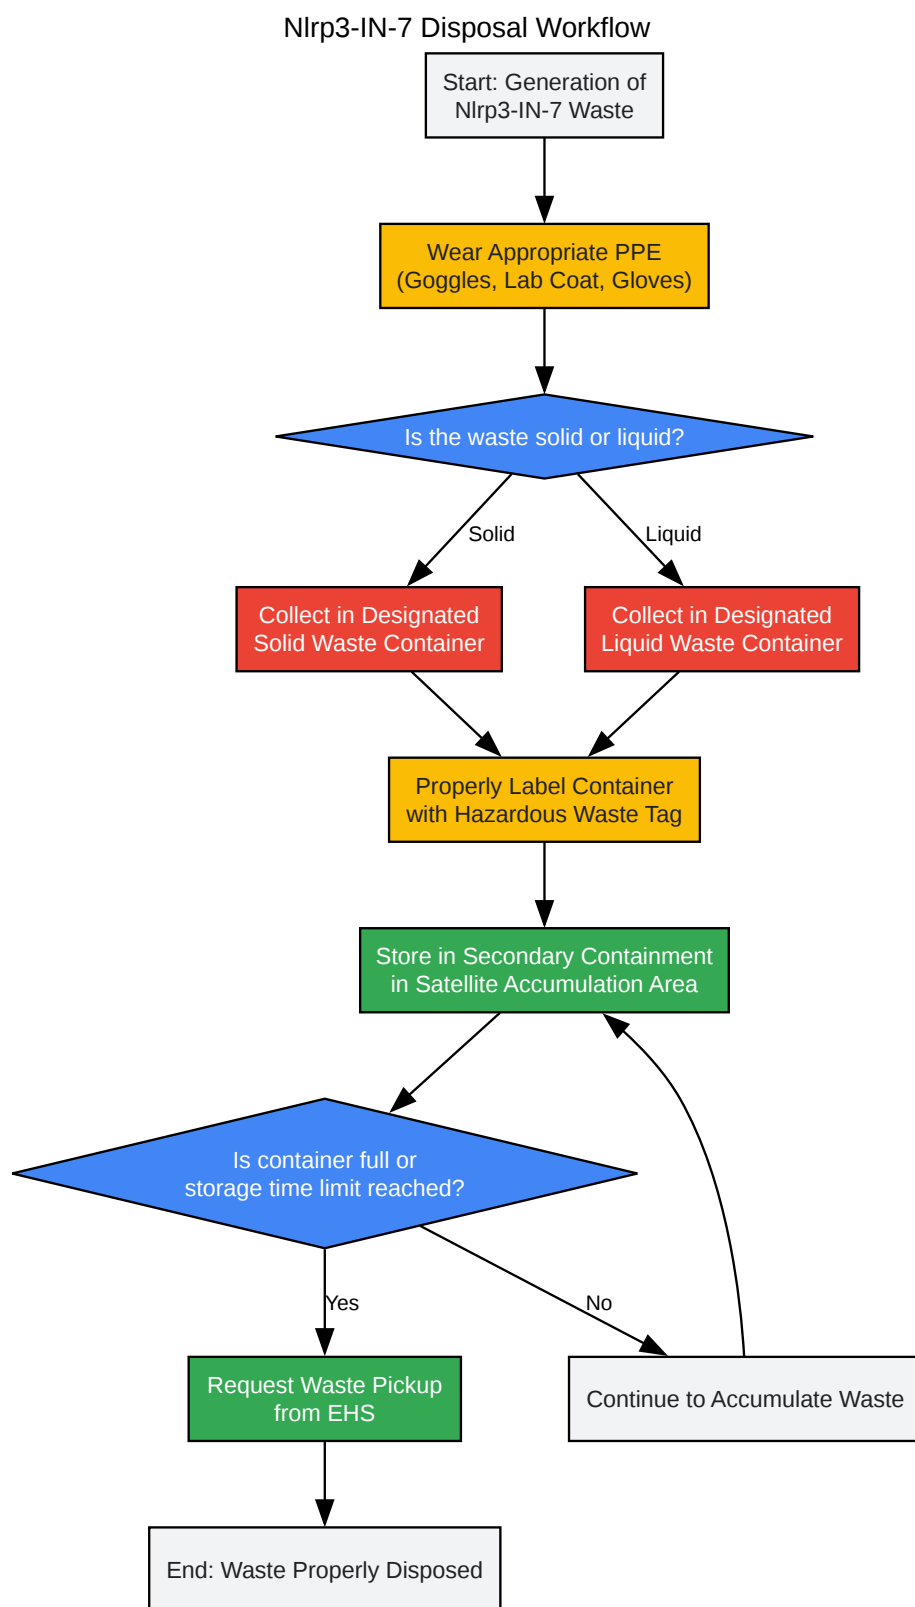 Nlrp3-IN-7 Disposal Workflow
Start: Generation of
Nlrp3-IN-7 Waste
Wear Appropriate PPE
(Goggles, Lab Coat, Gloves)
Is the waste solid or liquid?
Solid
Liquid
Collect in Designated
Solid Waste Container
Collect in Designated
Liquid Waste Container
Properly Label Container
with Hazardous Waste Tag
Store in Secondary Containment
in Satellite Accumulation Area
Is container full or
storage time limit reached?
Yes
No
Request Waste Pickup
from EHS
Continue to Accumulate Waste
End: Waste Properly Disposed